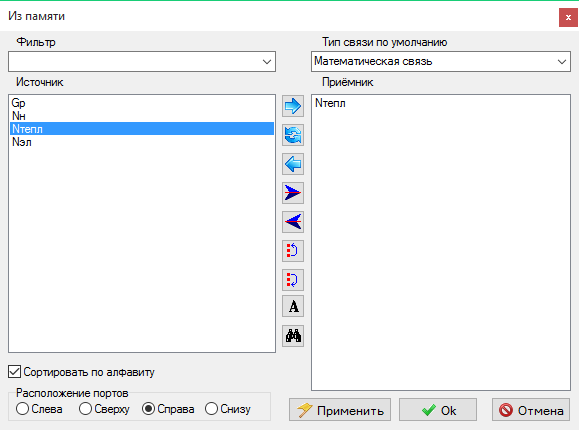 Из памяти
x
Фильтр
Тип связи по умолчанию
Математическая связь
Источник
Приёмник
Gр
Nн
Nтепл
Nэл
Nтепл
A
Сортировать по алфавиту
Расположение портов
Слева Сверху Справа Снизу
Применить Ok Отмена